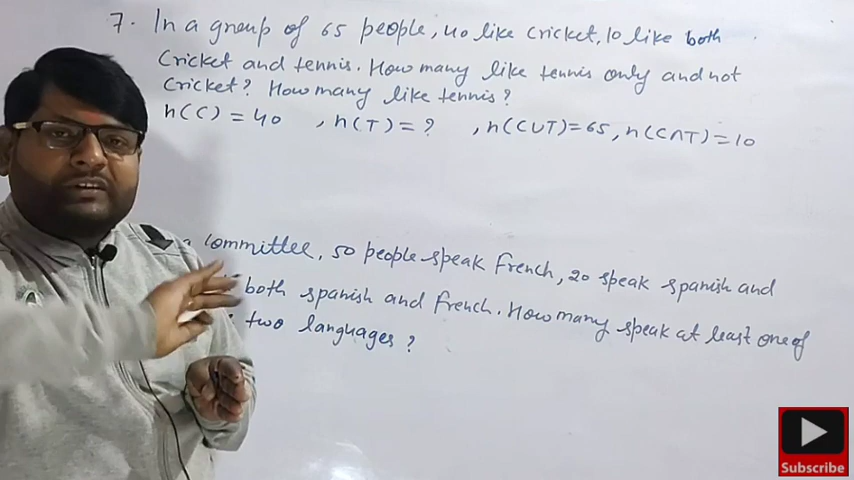 7. In a group of 65 people, 40 like cricket, 10 like both
Cricket and tennis. How many like tennis only and not
Cricket? How many like tennis?
n(C) = 40 , n(T) = ? , n(C∪T) = 65, n(C∩T) = 10
a committee, 50 people speak French, 20 speak spanish and
both spanish and french. How many speak at least one of
two languages?
Subscribe